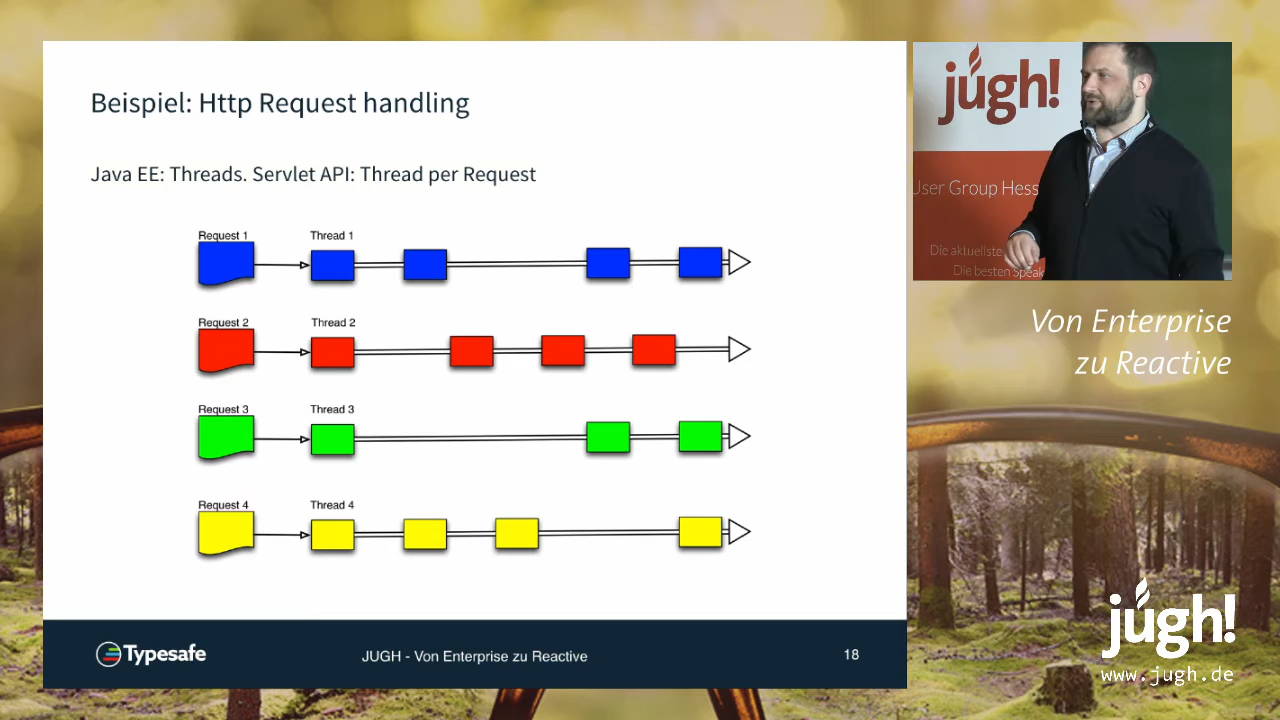 Beispiel: Http Request handling
Java EE: Threads. Servlet API: Thread per Request
Request 1
Thread 1
Request 2
Thread 2
Request 3
Thread 3
Request 4
Thread 4
Typesafe
JUGH - Von Enterprise zu Reactive
18
jugh!
User Group Hess
Die aktuellste
Die besten Speak
Von Enterprise
zu Reactive
jugh!
www.jugh.de